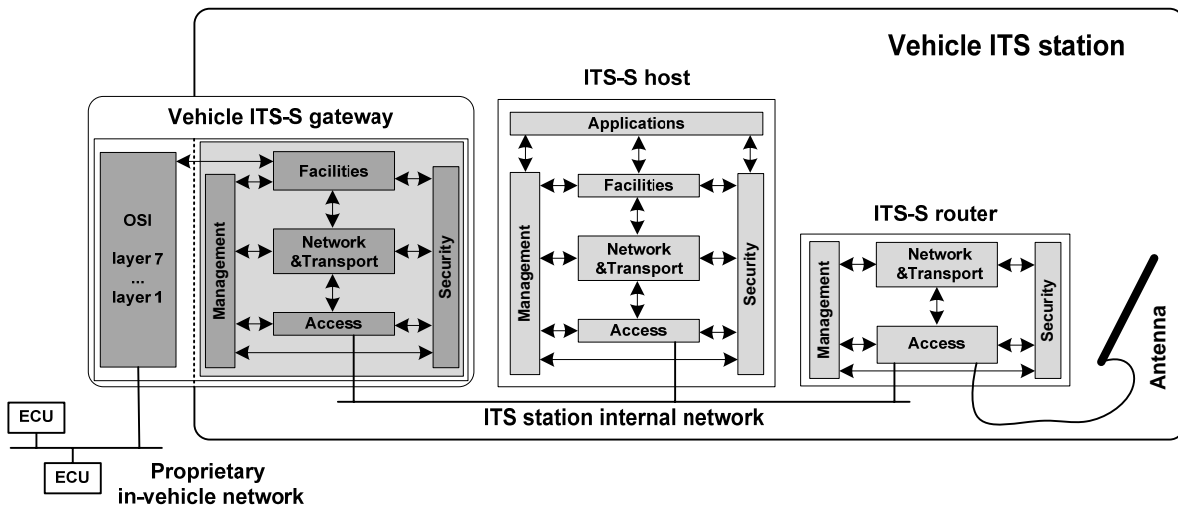 Vehicle ITS station
Vehicle ITS-S gateway
OSI
layer 7
...
layer 1
Management
Facilities
Network
&Transport
Access
Security
ITS-S host
Applications
Management
Facilities
Network
&Transport
Access
Security
ITS-S router
Management
Network
&Transport
Access
Security
Antenna
ITS station internal network
ECU
ECU
Proprietary
in-vehicle network